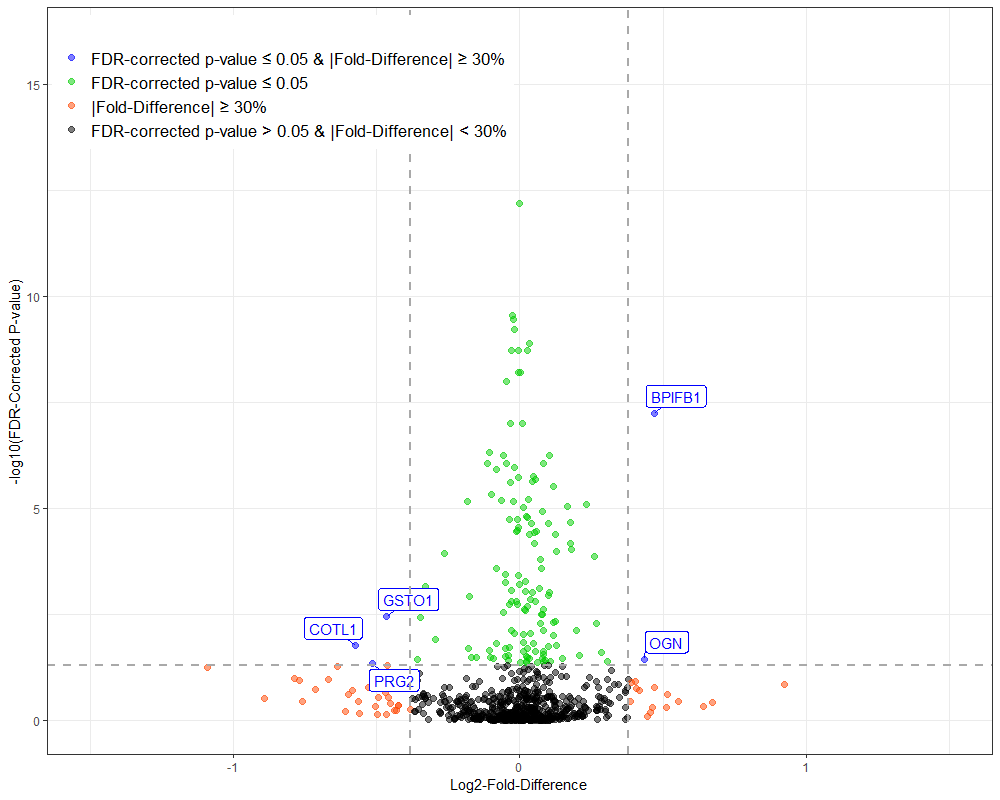 FDR-corrected p-value ≤ 0.05 & |Fold-Difference| ≥ 30%
FDR-corrected p-value ≤ 0.05
|Fold-Difference| ≥ 30%
FDR-corrected p-value > 0.05 & |Fold-Difference| < 30%
15
10
5
0
-log10(FDR-Corrected P-value)
BPIFB1
GSTO1
COTL1
OGN
PRG2
-1
0
1
Log2-Fold-Difference